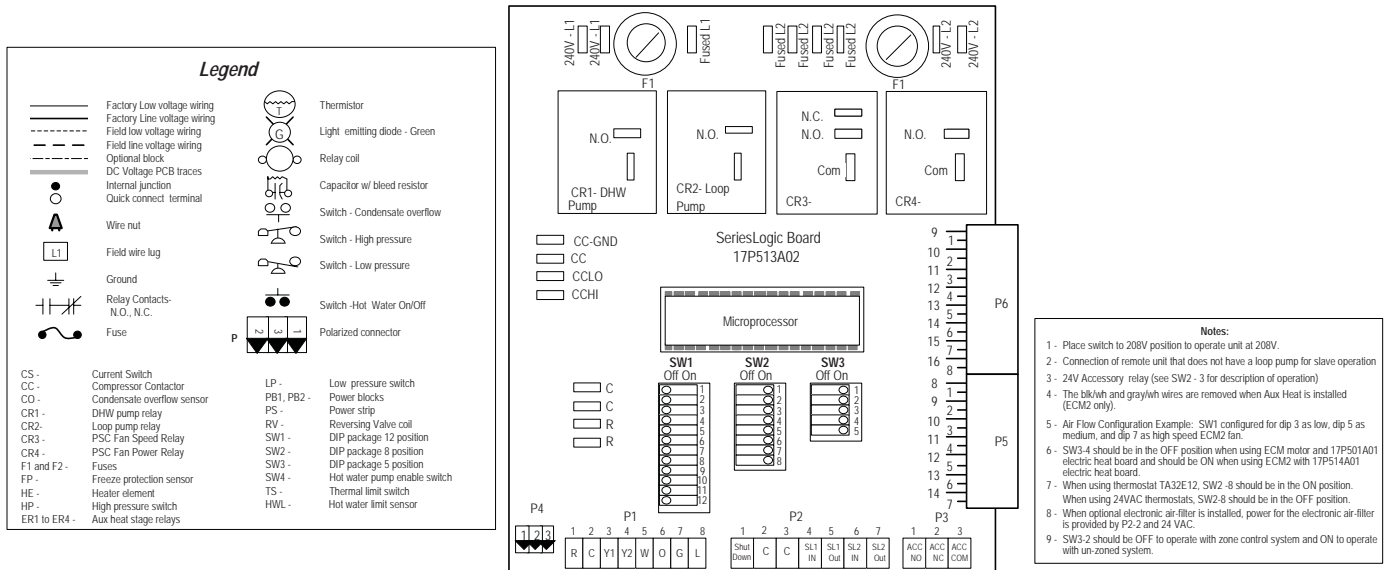 Legend
Factory Low voltage wiring
Factory Line voltage wiring
Field low voltage wiring
Field line voltage wiring
Optional block
DC Voltage PCB traces
Internal junction
Quick connect terminal
Wire nut
L1
Field wire lug
Ground
Relay Contacts-
N.O., N.C.
Fuse
T
Thermistor
G
Light emitting diode - Green
Relay coil
Capacitor w/ bleed resistor
Switch - Condensate overflow
Switch - High pressure
Switch - Low pressure
Switch -Hot Water On/Off
P
2 3 1
Polarized connector
CS - Current Switch
CC - Compressor Contactor
CO - Condensate overflow sensor
CR1 - DHW pump relay
CR2- Loop pump relay
CR3 - PSC Fan Speed Relay
CR4 - PSC Fan Power Relay
F1 and F2 - Fuses
FP - Freeze protection sensor
HE - Heater element
HP - High pressure switch
ER1 to ER4 - Aux heat stage relays
LP - Low pressure switch
PB1, PB2 - Power blocks
PS - Power strip
RV - Reversing Valve coil
SW1 - DIP package 12 position
SW2 - DIP package 8 position
SW3 - DIP package 5 position
SW4 - Hot water pump enable switch
TS - Thermal limit switch
HWL - Hot water limit sensor
240V - L1
240V - L1
Fused L1
F1
Fused L2
Fused L2
Fused L2
Fused L2
F1
240V - L2
240V - L2
N.O.
CR1- DHW
Pump
N.O.
CR2- Loop
Pump
N.C.
N.O.
Com
CR3-
N.O.
Com
CR4-
CC-GND
CC
CCLO
CCHI
SeriesLogic Board
17P513A02
Microprocessor
SW1
Off On
1
2
3
4
5
6
7
8
9
10
11
12
SW2
Off On
1
2
3
4
5
6
7
8
SW3
Off On
1
2
3
4
5
C
C
R
R
9
1
10
2
11
3
12
4
13
5
14
6
15
7
16
8
P6
8
1
9
2
10
3
11
4
12
5
13
6
14
7
P5
P4
1 2 3
P1
1 2 3 4 5 6 7 8
R C Y1 Y2 W O G L
P2
1 2 3 4 5 6 7
Shut Down C C SL1 IN SL1 Out SL2 IN SL2 Out
P3
1 2 3
ACC NO ACC NC ACC COM
Notes:
1 - Place switch to 208V position to operate unit at 208V.
2 - Connection of remote unit that does not have a loop pump for slave operation
3 - 24V Accessory relay (see SW2 - 3 for description of operation)
4 - The blk/wh and gray/wh wires are removed when Aux Heat is installed
(ECM2 only).
5 - Air Flow Configuration Example: SW1 configured for dip 3 as low, dip 5 as
medium, and dip 7 as high speed ECM2 fan.
6 - SW3-4 should be in the OFF position when using ECM motor and 17P501A01
electric heat board and should be ON when using ECM2 with 17P514A01
electric heat board.
7 - When using thermostat TA32E12, SW2 -8 should be in the ON position.
When using 24VAC thermostats, SW2-8 should be in the OFF position.
8 - When optional electronic air-filter is installed, power for the electronic air-filter
is provided by P2-2 and 24 VAC.
9 - SW3-2 should be OFF to operate with zone control system and ON to operate
with un-zoned system.